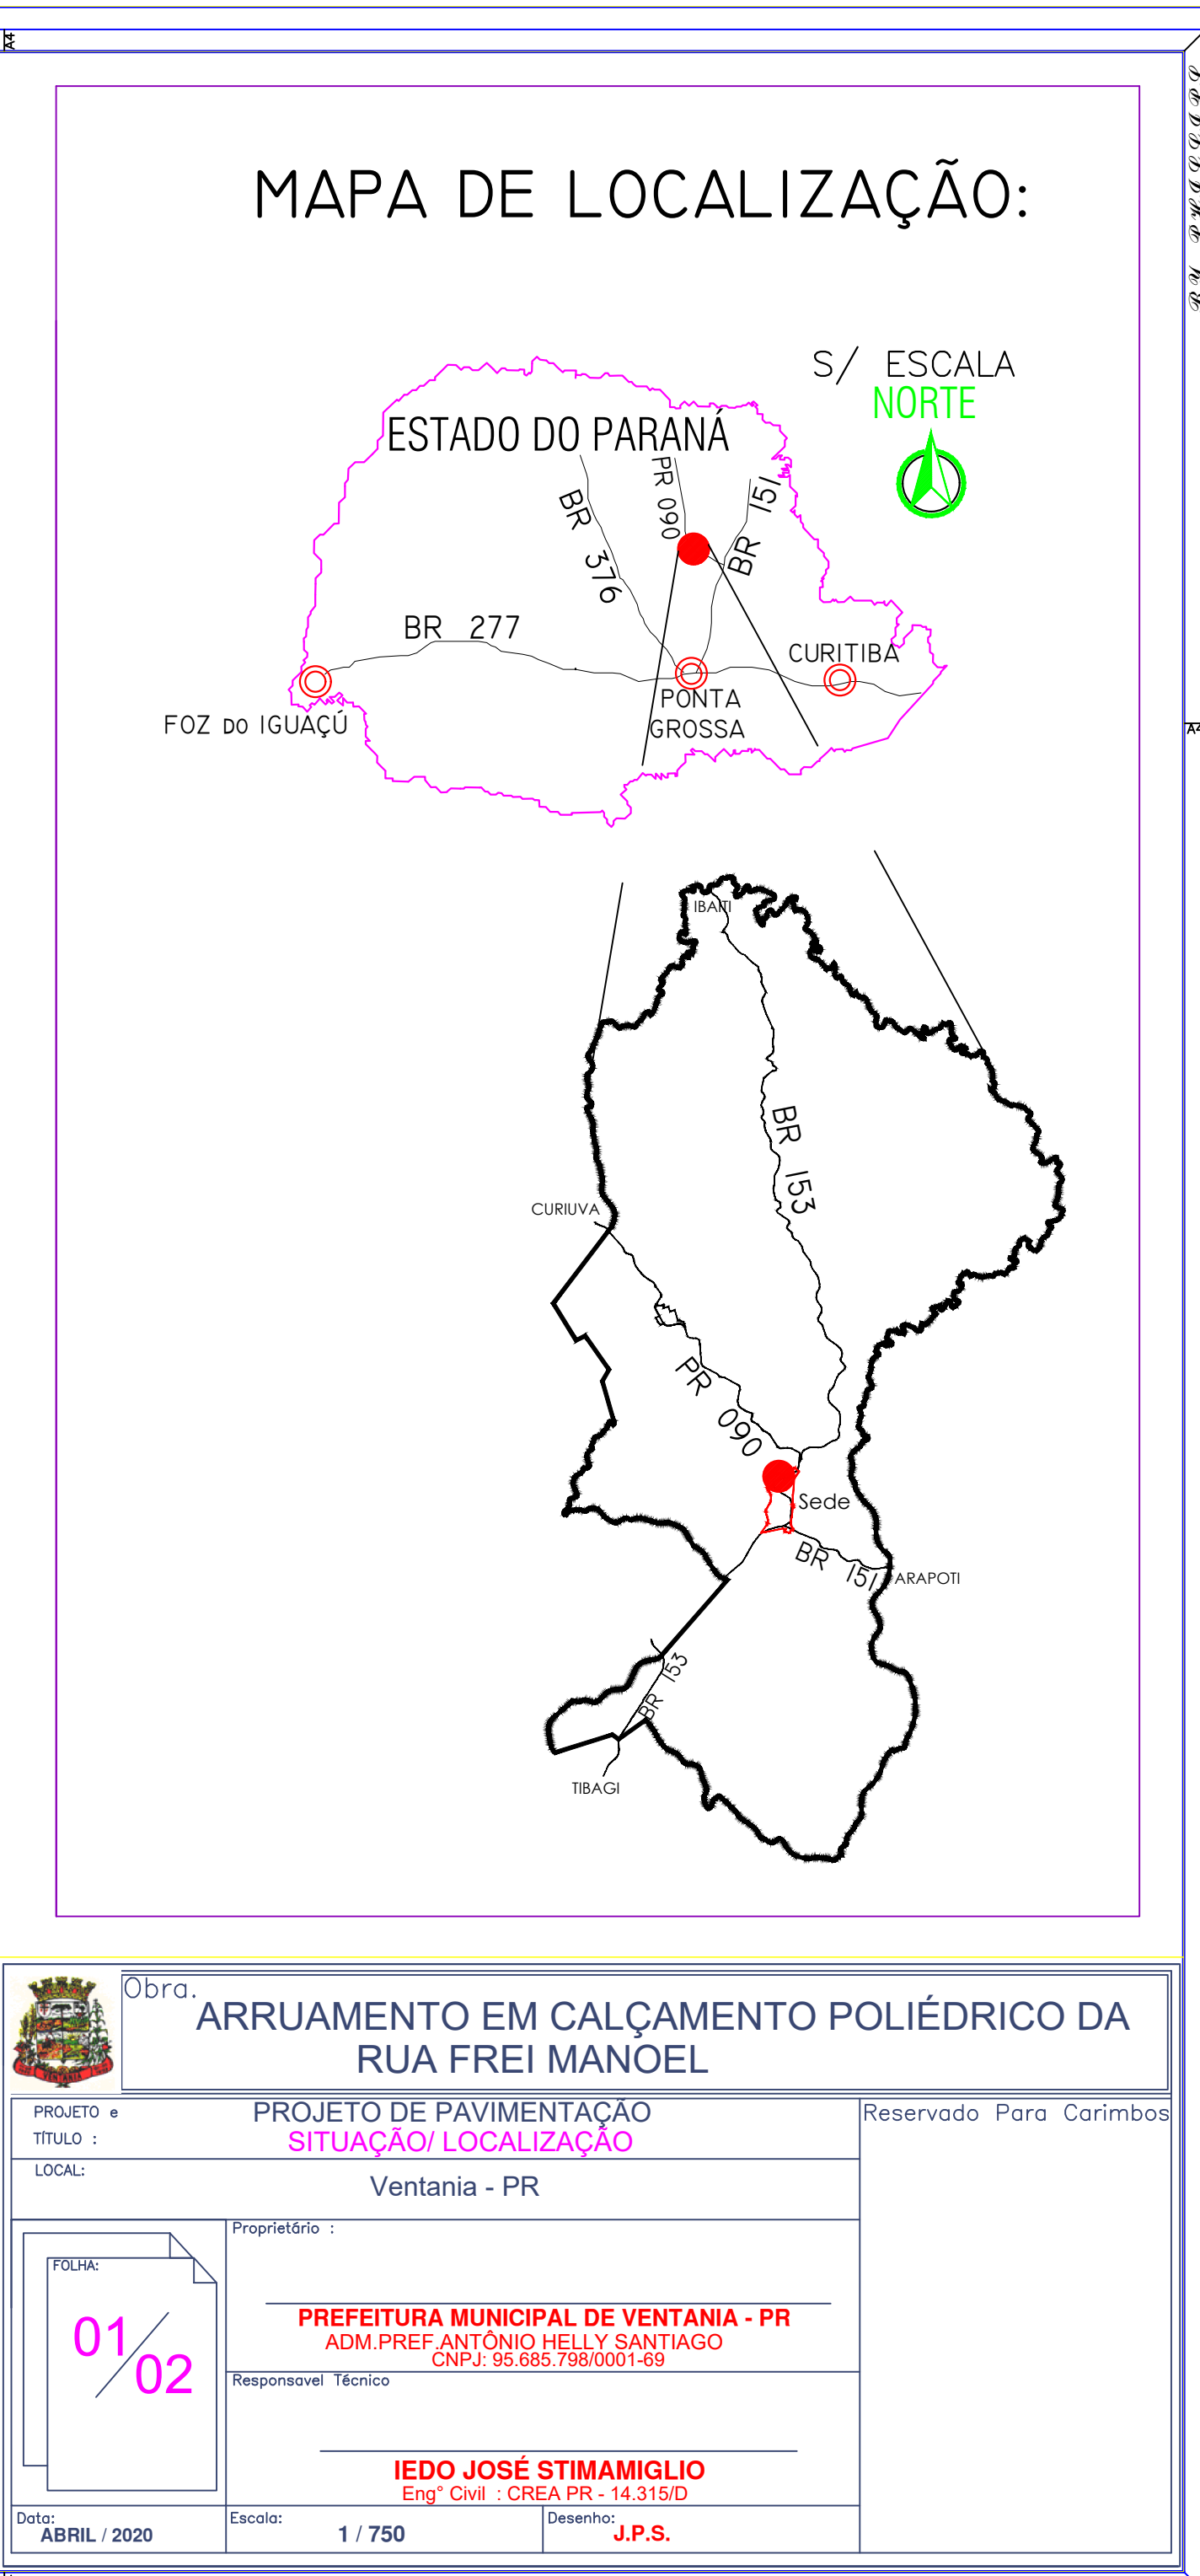 A4
MAPA DE LOCALIZAÇÃO:
S/ ESCALA
NORTE
ESTADO DO PARANÁ
PR 090
BR 376
BR 151
BR 277
CURITIBA
PONTA
GROSSA
FOZ DO IGUAÇÚ
A4
IBAITI
BR 153
CURIUVA
PR 090
Sede
BR 151
ARAPOTI
BR 153
TIBAGI
Obra.
ARRUAMENTO EM CALÇAMENTO POLIÉDRICO DA
RUA FREI MANOEL
VENTANIA
PROJETO e
TÍTULO :
PROJETO DE PAVIMENTAÇÃO
SITUAÇÃO/ LOCALIZAÇÃO
Reservado Para Carimbos
LOCAL:
Ventania - PR
FOLHA:
01/02
Proprietário :
PREFEITURA MUNICIPAL DE VENTANIA - PR
ADM.PREF.ANTÔNIO HELLY SANTIAGO
CNPJ: 95.685.798/0001-69
Responsavel Técnico
IEDO JOSÉ STIMAMIGLIO
Eng° Civil : CREA PR - 14.315/D
Data:
ABRIL / 2020
Escala:
1 / 750
Desenho:
J.P.S.